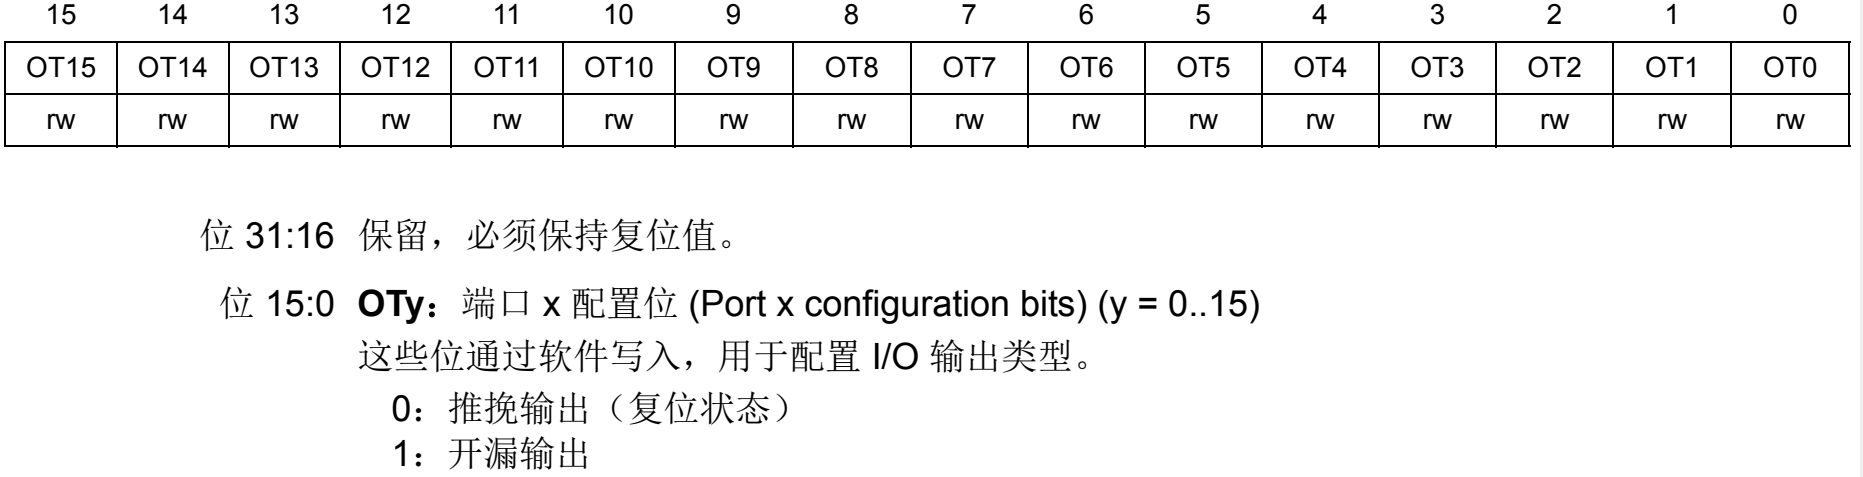 15 14 13 12 11 10 9 8 7 6 5 4 3 2 1 0
OT15 OT14 OT13 OT12 OT11 OT10 OT9 OT8 OT7 OT6 OT5 OT4 OT3 OT2 OT1 OT0
rw rw rw rw rw rw rw rw rw rw rw rw rw rw rw rw
位 31:16 保留，必须保持复位值。
位 15:0 OTy：端口 x 配置位 (Port x configuration bits) (y = 0..15)
这些位通过软件写入，用于配置 I/O 输出类型。
0：推挽输出（复位状态）
1：开漏输出